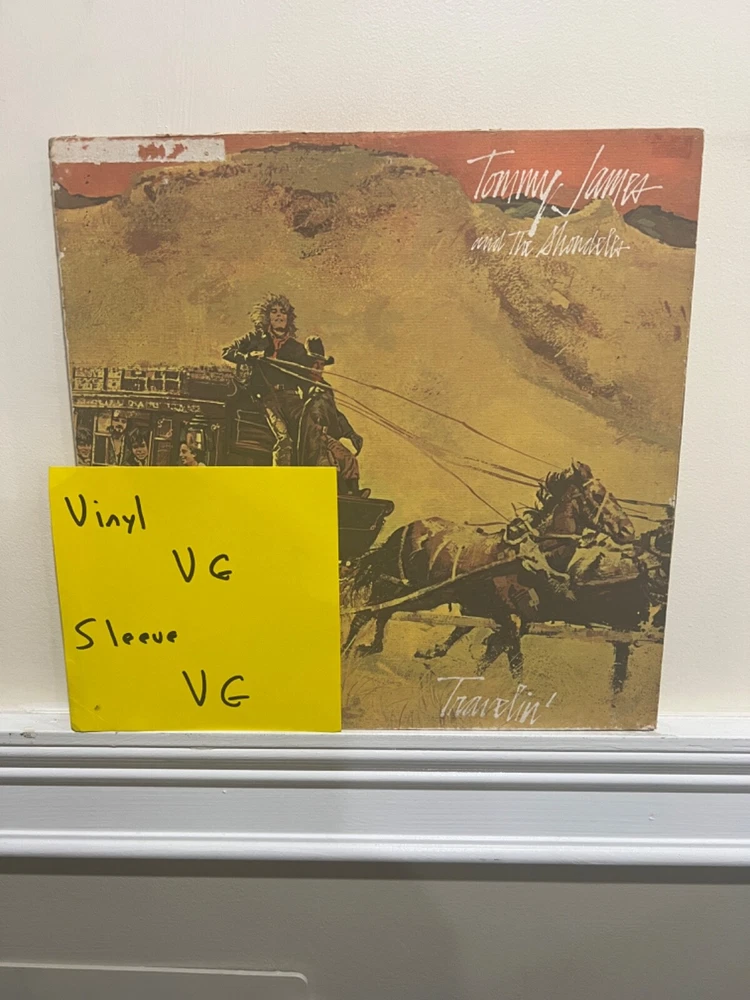 Tommy James
and The Shondells
Vinyl
VG
Sleeve
VG
Travelin'